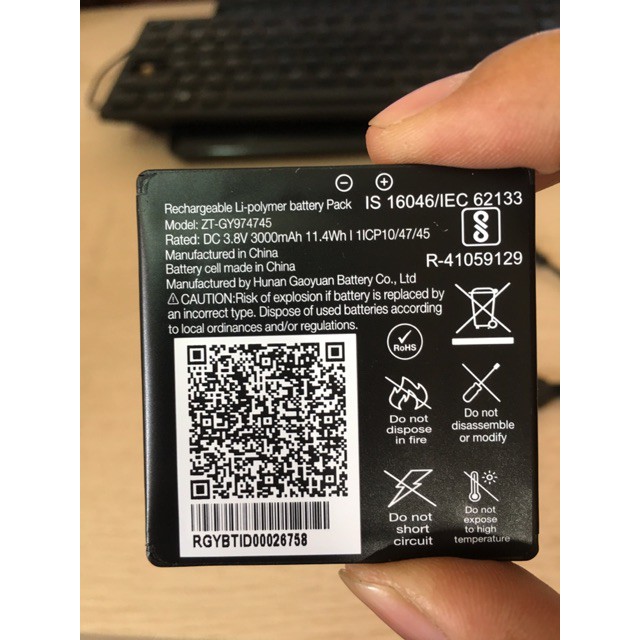 Rechargeable Li-polymer battery Pack IS 16046/IEC 62133
Model: ZT-GY974745
Rated: DC 3.8V 3000mAh 11.4Wh | 1ICP10/47/45
Manufactured in China
Battery cell made in China
R-41059129
Manufactured by Hunan Gaoyuan Battery Co., Ltd
⚠CAUTION:Risk of explosion if battery is replaced by
an incorrect type. Dispose of used batteries according
to local ordinances and/or regulations.
RoHS
Do not
dispose
in fire
Do not
disassemble
or modify
Do not
short
circuit
Do not
expose
to high
temperature
RGYBTID00026758